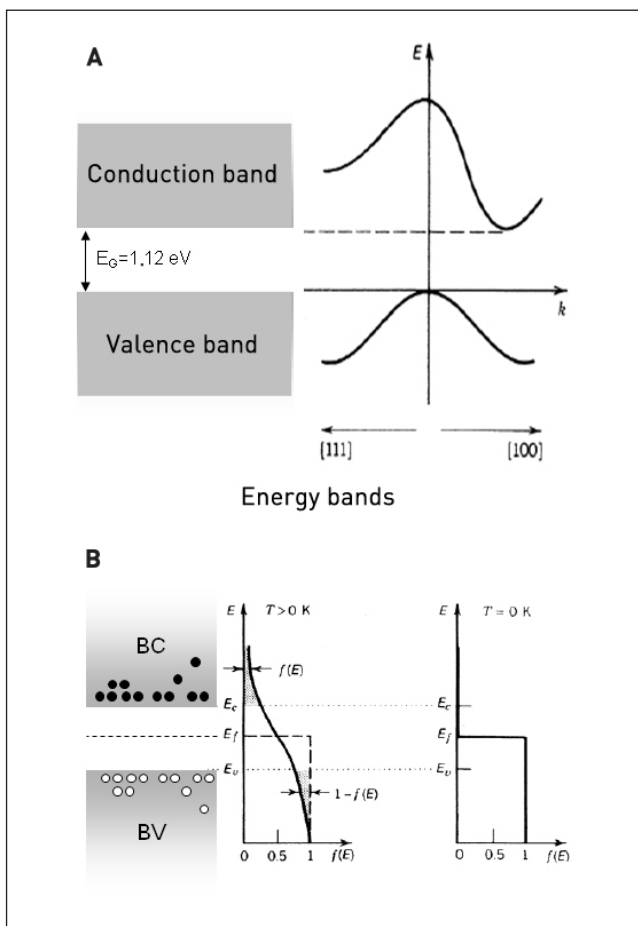 A
E
Conduction band
E_G=1.12 eV
k
Valence band
[111] [100]
Energy bands
B
E T>0 K E T=0 K
BC
f(E)
E_c E_c
E_f E_f
E_v E_v
1−f(E)
BV
0 0.5 1 f(E) 0 0.5 1 f(E)